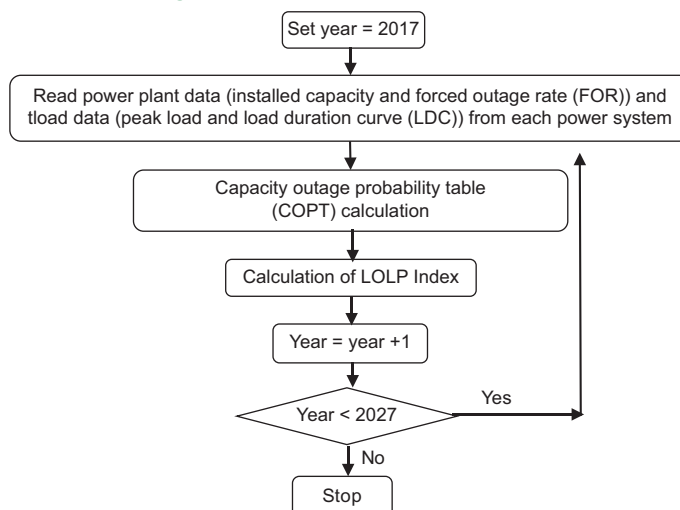 Set year = 2017
Read power plant data (installed capacity and forced outage rate (FOR)) and
tload data (peak load and load duration curve (LDC)) from each power system
Capacity outage probability table
(COPT) calculation
Calculation of LOLP Index
Year = year +1
Year < 2027
Yes
No
Stop